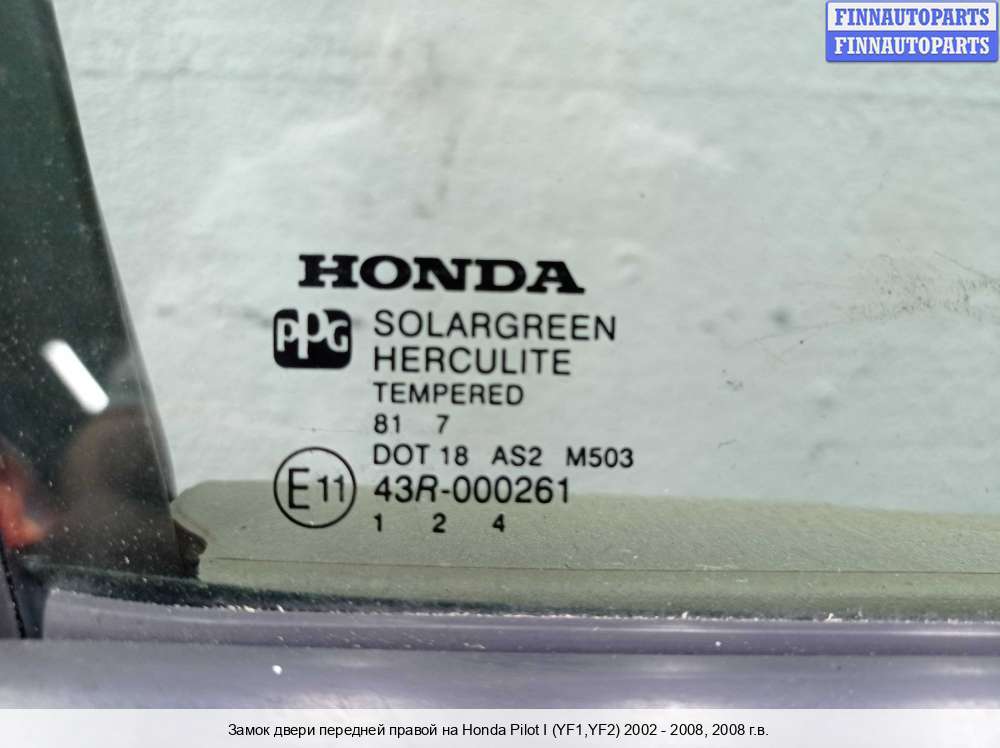 FINNAUTOPARTS
FINNAUTOPARTS
HONDA
PPG SOLARGREEN
HERCULITE
TEMPERED
81 7
DOT 18 AS2 M503
E11 43R-000261
1 2 4
Замок двери передней правой на Honda Pilot I (YF1,YF2) 2002 - 2008, 2008 г.в.